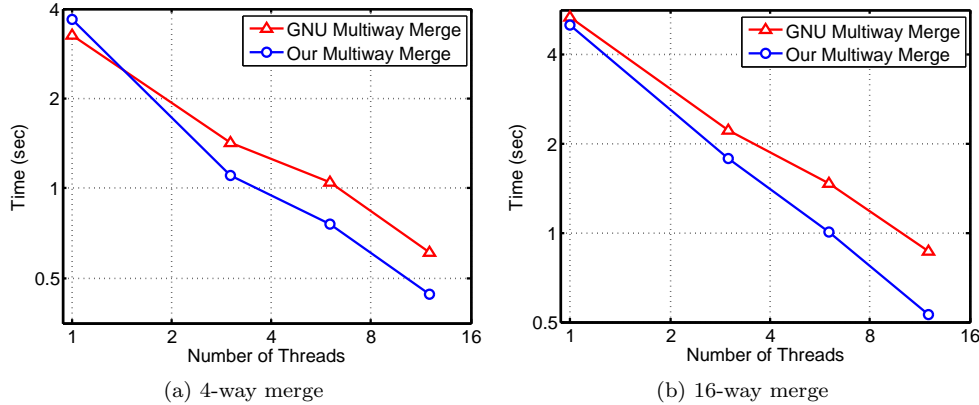 4
2
1
0.5
Time (sec)
GNU Multiway Merge
Our Multiway Merge
1 2 4 8 16
Number of Threads
(a) 4-way merge
4
2
1
0.5
Time (sec)
GNU Multiway Merge
Our Multiway Merge
1 2 4 8 16
Number of Threads
(b) 16-way merge